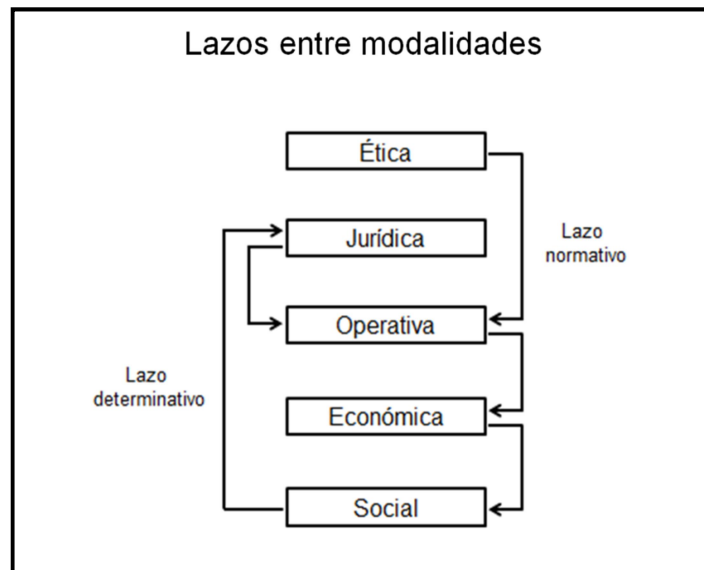 Lazos entre modalidades
Ética
Jurídica
Lazo
normativo
Operativa
Lazo
determinativo
Económica
Social